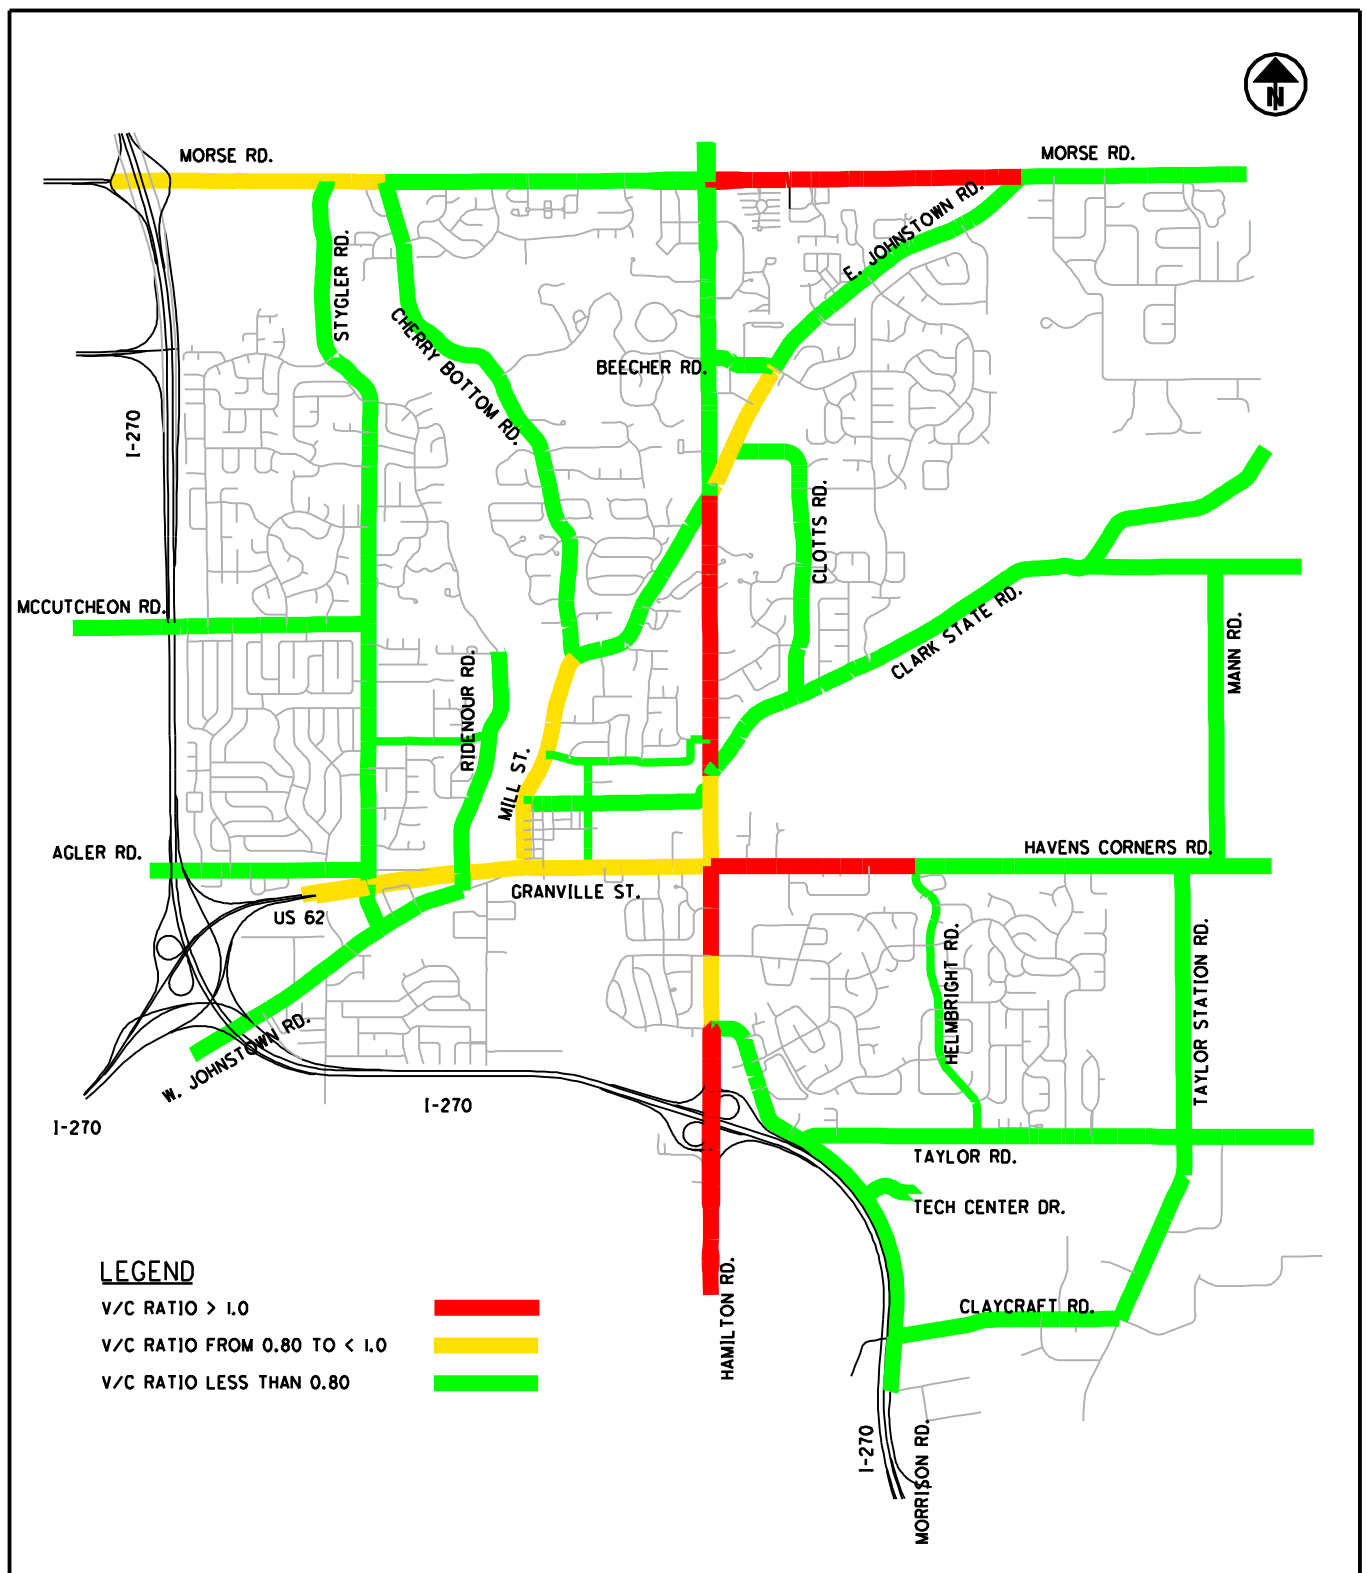 N
MORSE RD.
MORSE RD.
E. JOHNSTOWN RD.
STYGLER RD.
CHERRY BOTTOM RD.
BEECHER RD.
I-270
CLOTTS RD.
MCCUTCHEON RD.
CLARK STATE RD.
MANN RD.
RIDENOUR RD.
MILL ST.
AGLER RD.
HAVENS CORNERS RD.
GRANVILLE ST.
US 62
HELMBRIGHT RD.
TAYLOR STATION RD.
W. JOHNSTOWN RD.
I-270
I-270
TAYLOR RD.
TECH CENTER DR.
HAMILTON RD.
CLAYCRAFT RD.
LEGEND
V/C RATIO > 1.0
V/C RATIO FROM 0.80 TO < 1.0
V/C RATIO LESS THAN 0.80
I-270
MORRISON RD.